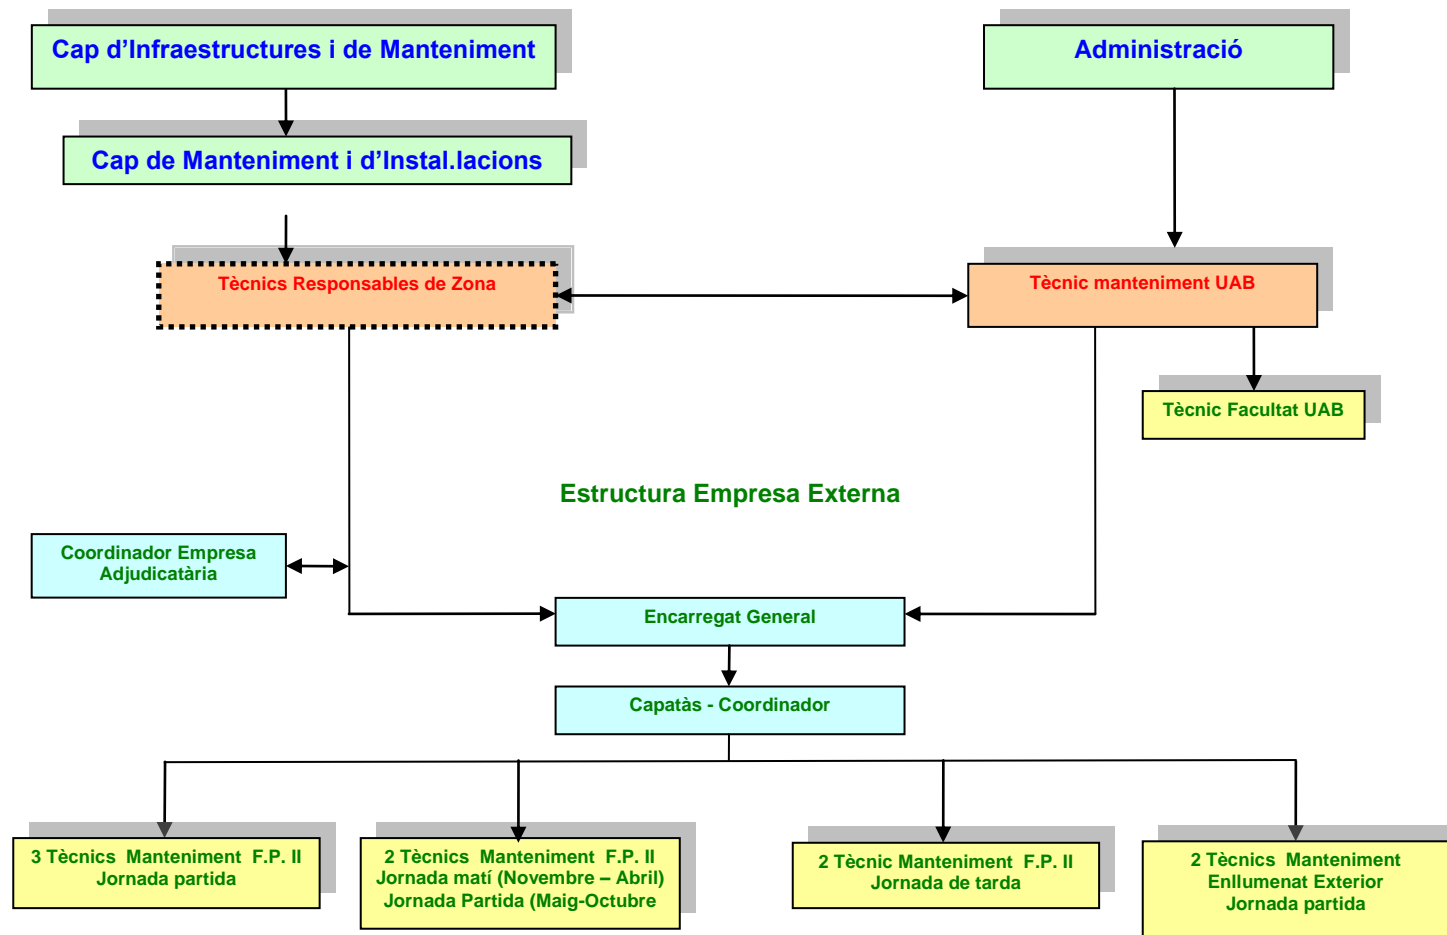 Cap d’Infraestructures i de Manteniment
Administració
Cap de Manteniment i d’Instal.lacions
Tècnics Responsables de Zona
Tècnic manteniment UAB
Tècnic Facultat UAB
Estructura Empresa Externa
Coordinador Empresa
Adjudicatària
Encarregat General
Capatàs - Coordinador
3 Tècnics Manteniment F.P. II
Jornada partida
2 Tècnics Manteniment F.P. II
Jornada matí (Novembre – Abril)
Jornada Partida (Maig-Octubre
2 Tècnic Manteniment F.P. II
Jornada de tarda
2 Tècnics Manteniment
Enllumenat Exterior
Jornada partida